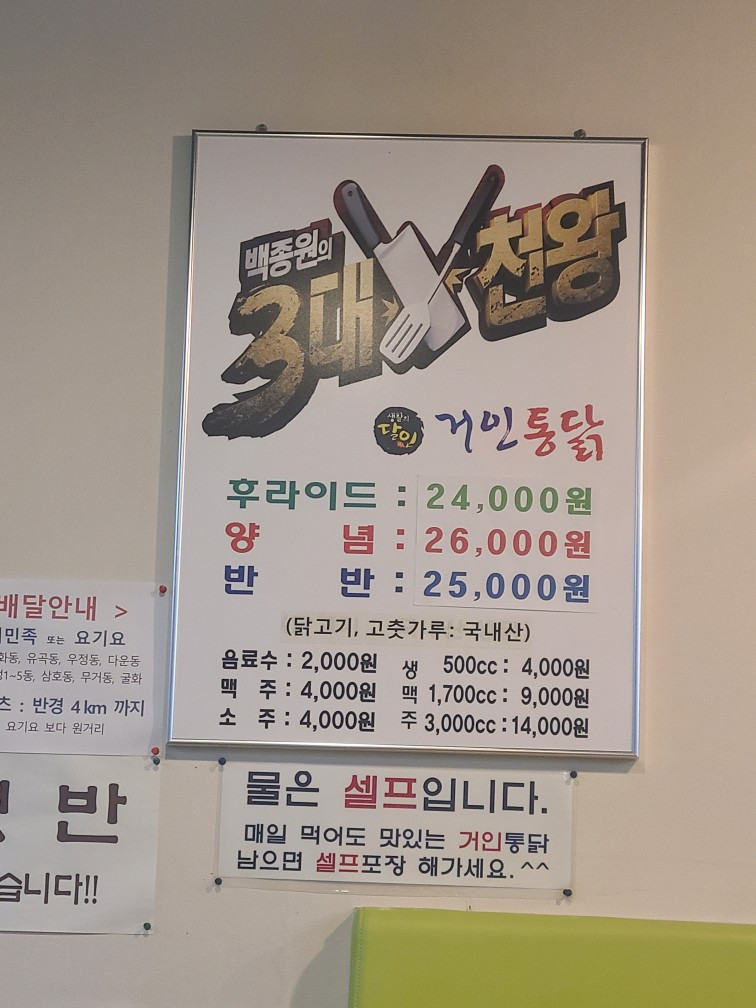 백종원의
3대천왕
생활의
달인
거인통닭
후라이드 : 24,000원
양 념 : 26,000원
반 반 : 25,000원
(닭고기, 고춧가루: 국내산)
음료수 : 2,000원
맥 주 : 4,000원
소 주 : 4,000원
생 500cc : 4,000원
맥 1,700cc : 9,000원
주 3,000cc : 14,000원
배달안내 >
민족 또는 요기요
화동, 유곡동, 우정동, 다운동
1~5동, 삼호동, 무거동, 굴화
츠 : 반경 4km 까지
요기요 보다 원거리
반
습니다!!
물은 셀프입니다.
매일 먹어도 맛있는 거인통닭
남으면 셀프포장 해가세요.^^